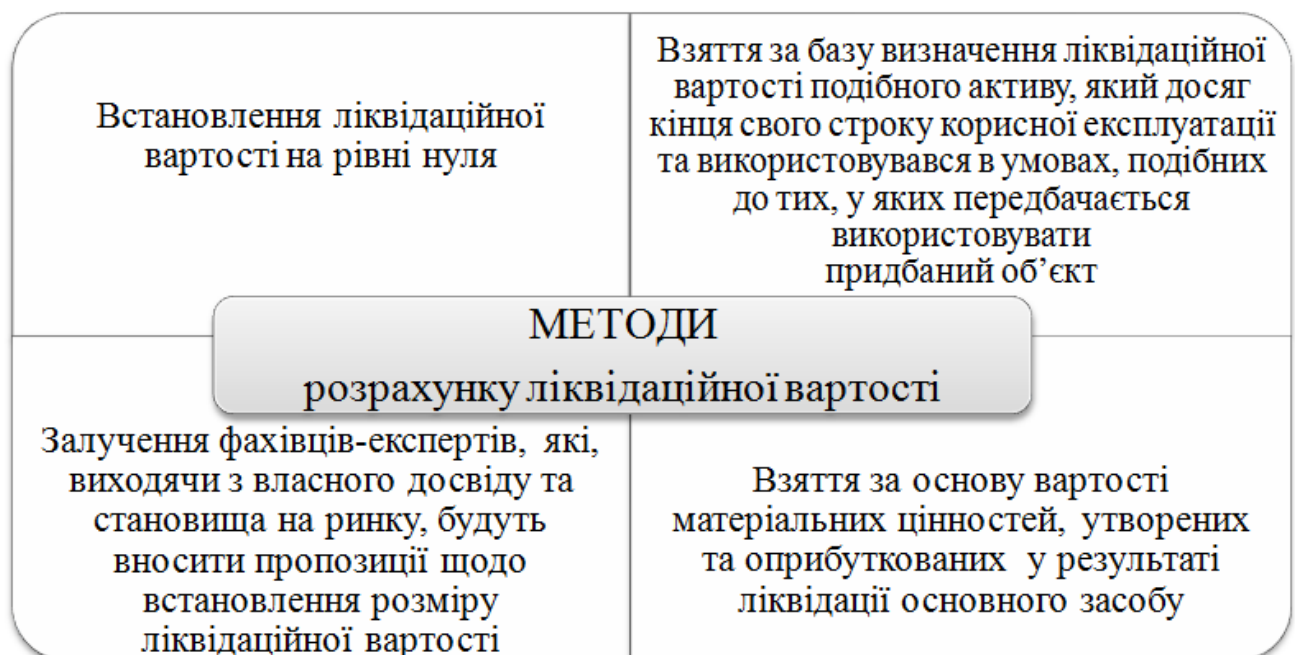 Встановлення ліквідаційної
вартості на рівні нуля
Взяття за базу визначення ліквідаційної
вартості подібного активу, який досяг
кінця свого строку корисної експлуатації
та використовувався в умовах, подібних
до тих, у яких передбачається
використовувати
придбаний об’єкт
МЕТОДИ
розрахунку ліквідаційної вартості
Залучення фахівців-експертів, які,
виходячи з власного досвіду та
становища на ринку, будуть
вносити пропозиції щодо
встановлення розміру
ліквідаційної вартості
Взяття за основу вартості
матеріальних цінностей, утворених
та оприбуткованих у результаті
ліквідації основного засобу